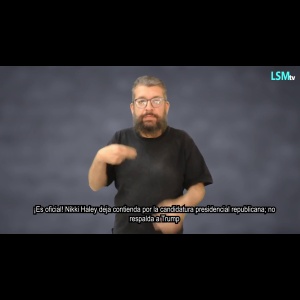 LSMtv
¡Es oficial! Nikki Haley deja contienda por la candidatura presidencial republicana; no
respalda a Trump